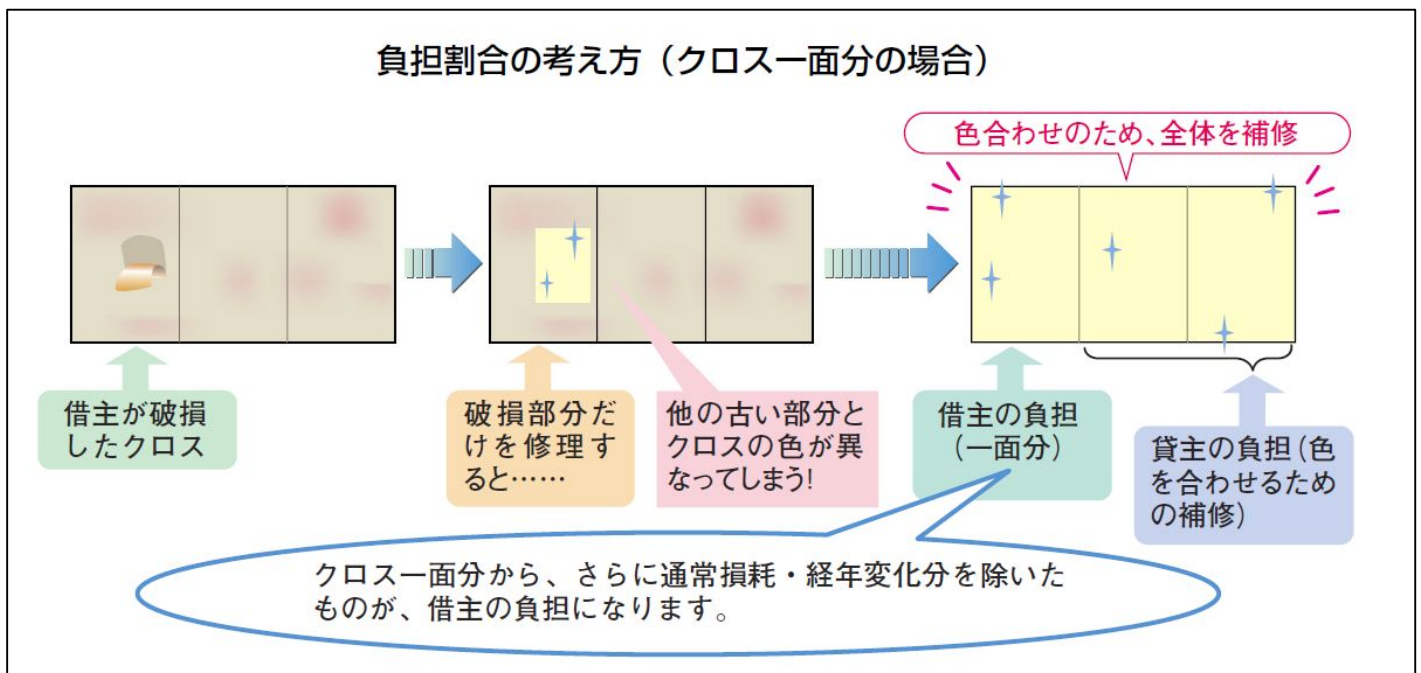 負担割合の考え方（クロス一面分の場合）
色合わせのため、全体を補修
借主が破損
したクロス
破損部分だ
けを修理す
ると……
他の古い部分と
クロスの色が異
なってしまう！
借主の負担
（一面分）
貸主の負担（色
を合わせるため
の補修）
クロス一面分から、さらに通常損耗・経年変化分を除いた
ものが、借主の負担になります。